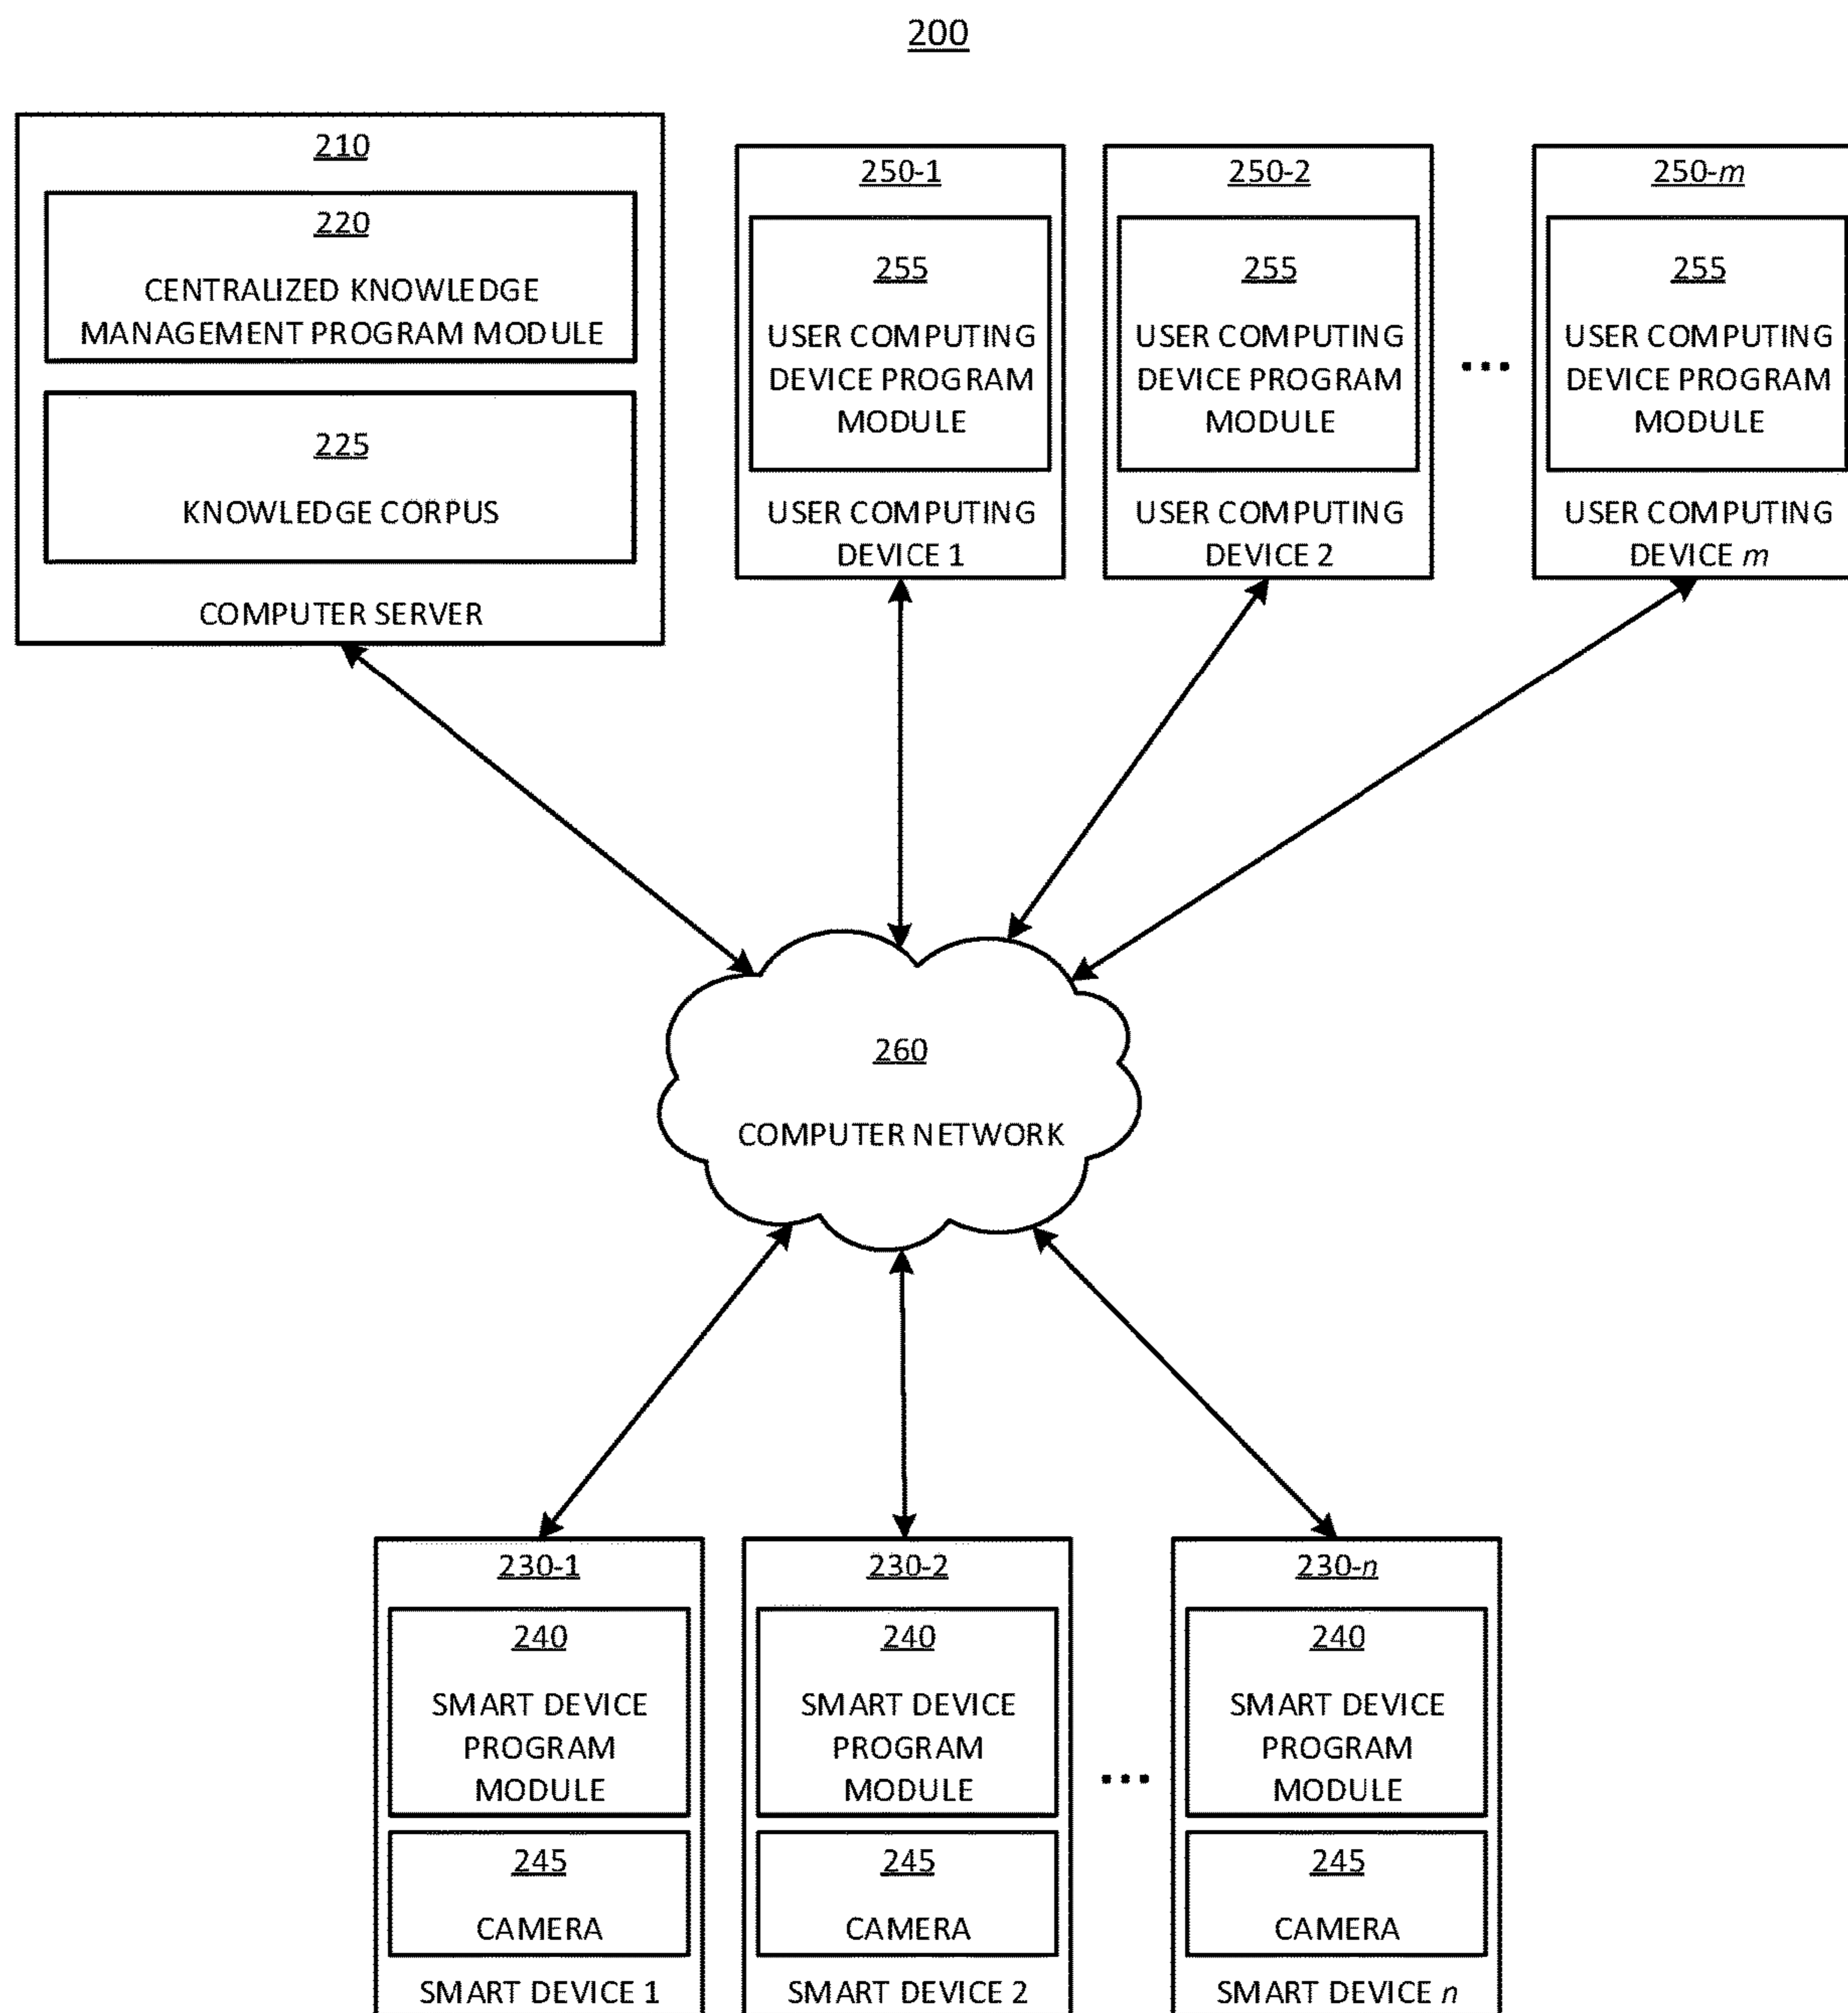 200
210
220
CENTRALIZED KNOWLEDGE
MANAGEMENT PROGRAM MODULE
225
KNOWLEDGE CORPUS
COMPUTER SERVER
250-1
255
USER COMPUTING
DEVICE PROGRAM
MODULE
USER COMPUTING
DEVICE 1
250-2
255
USER COMPUTING
DEVICE PROGRAM
MODULE
USER COMPUTING
DEVICE 2
...
250-m
255
USER COMPUTING
DEVICE PROGRAM
MODULE
USER COMPUTING
DEVICE m
260
COMPUTER NETWORK
230-1
240
SMART DEVICE
PROGRAM
MODULE
245
CAMERA
SMART DEVICE 1
230-2
240
SMART DEVICE
PROGRAM
MODULE
245
CAMERA
SMART DEVICE 2
...
230-n
240
SMART DEVICE
PROGRAM
MODULE
245
CAMERA
SMART DEVICE n